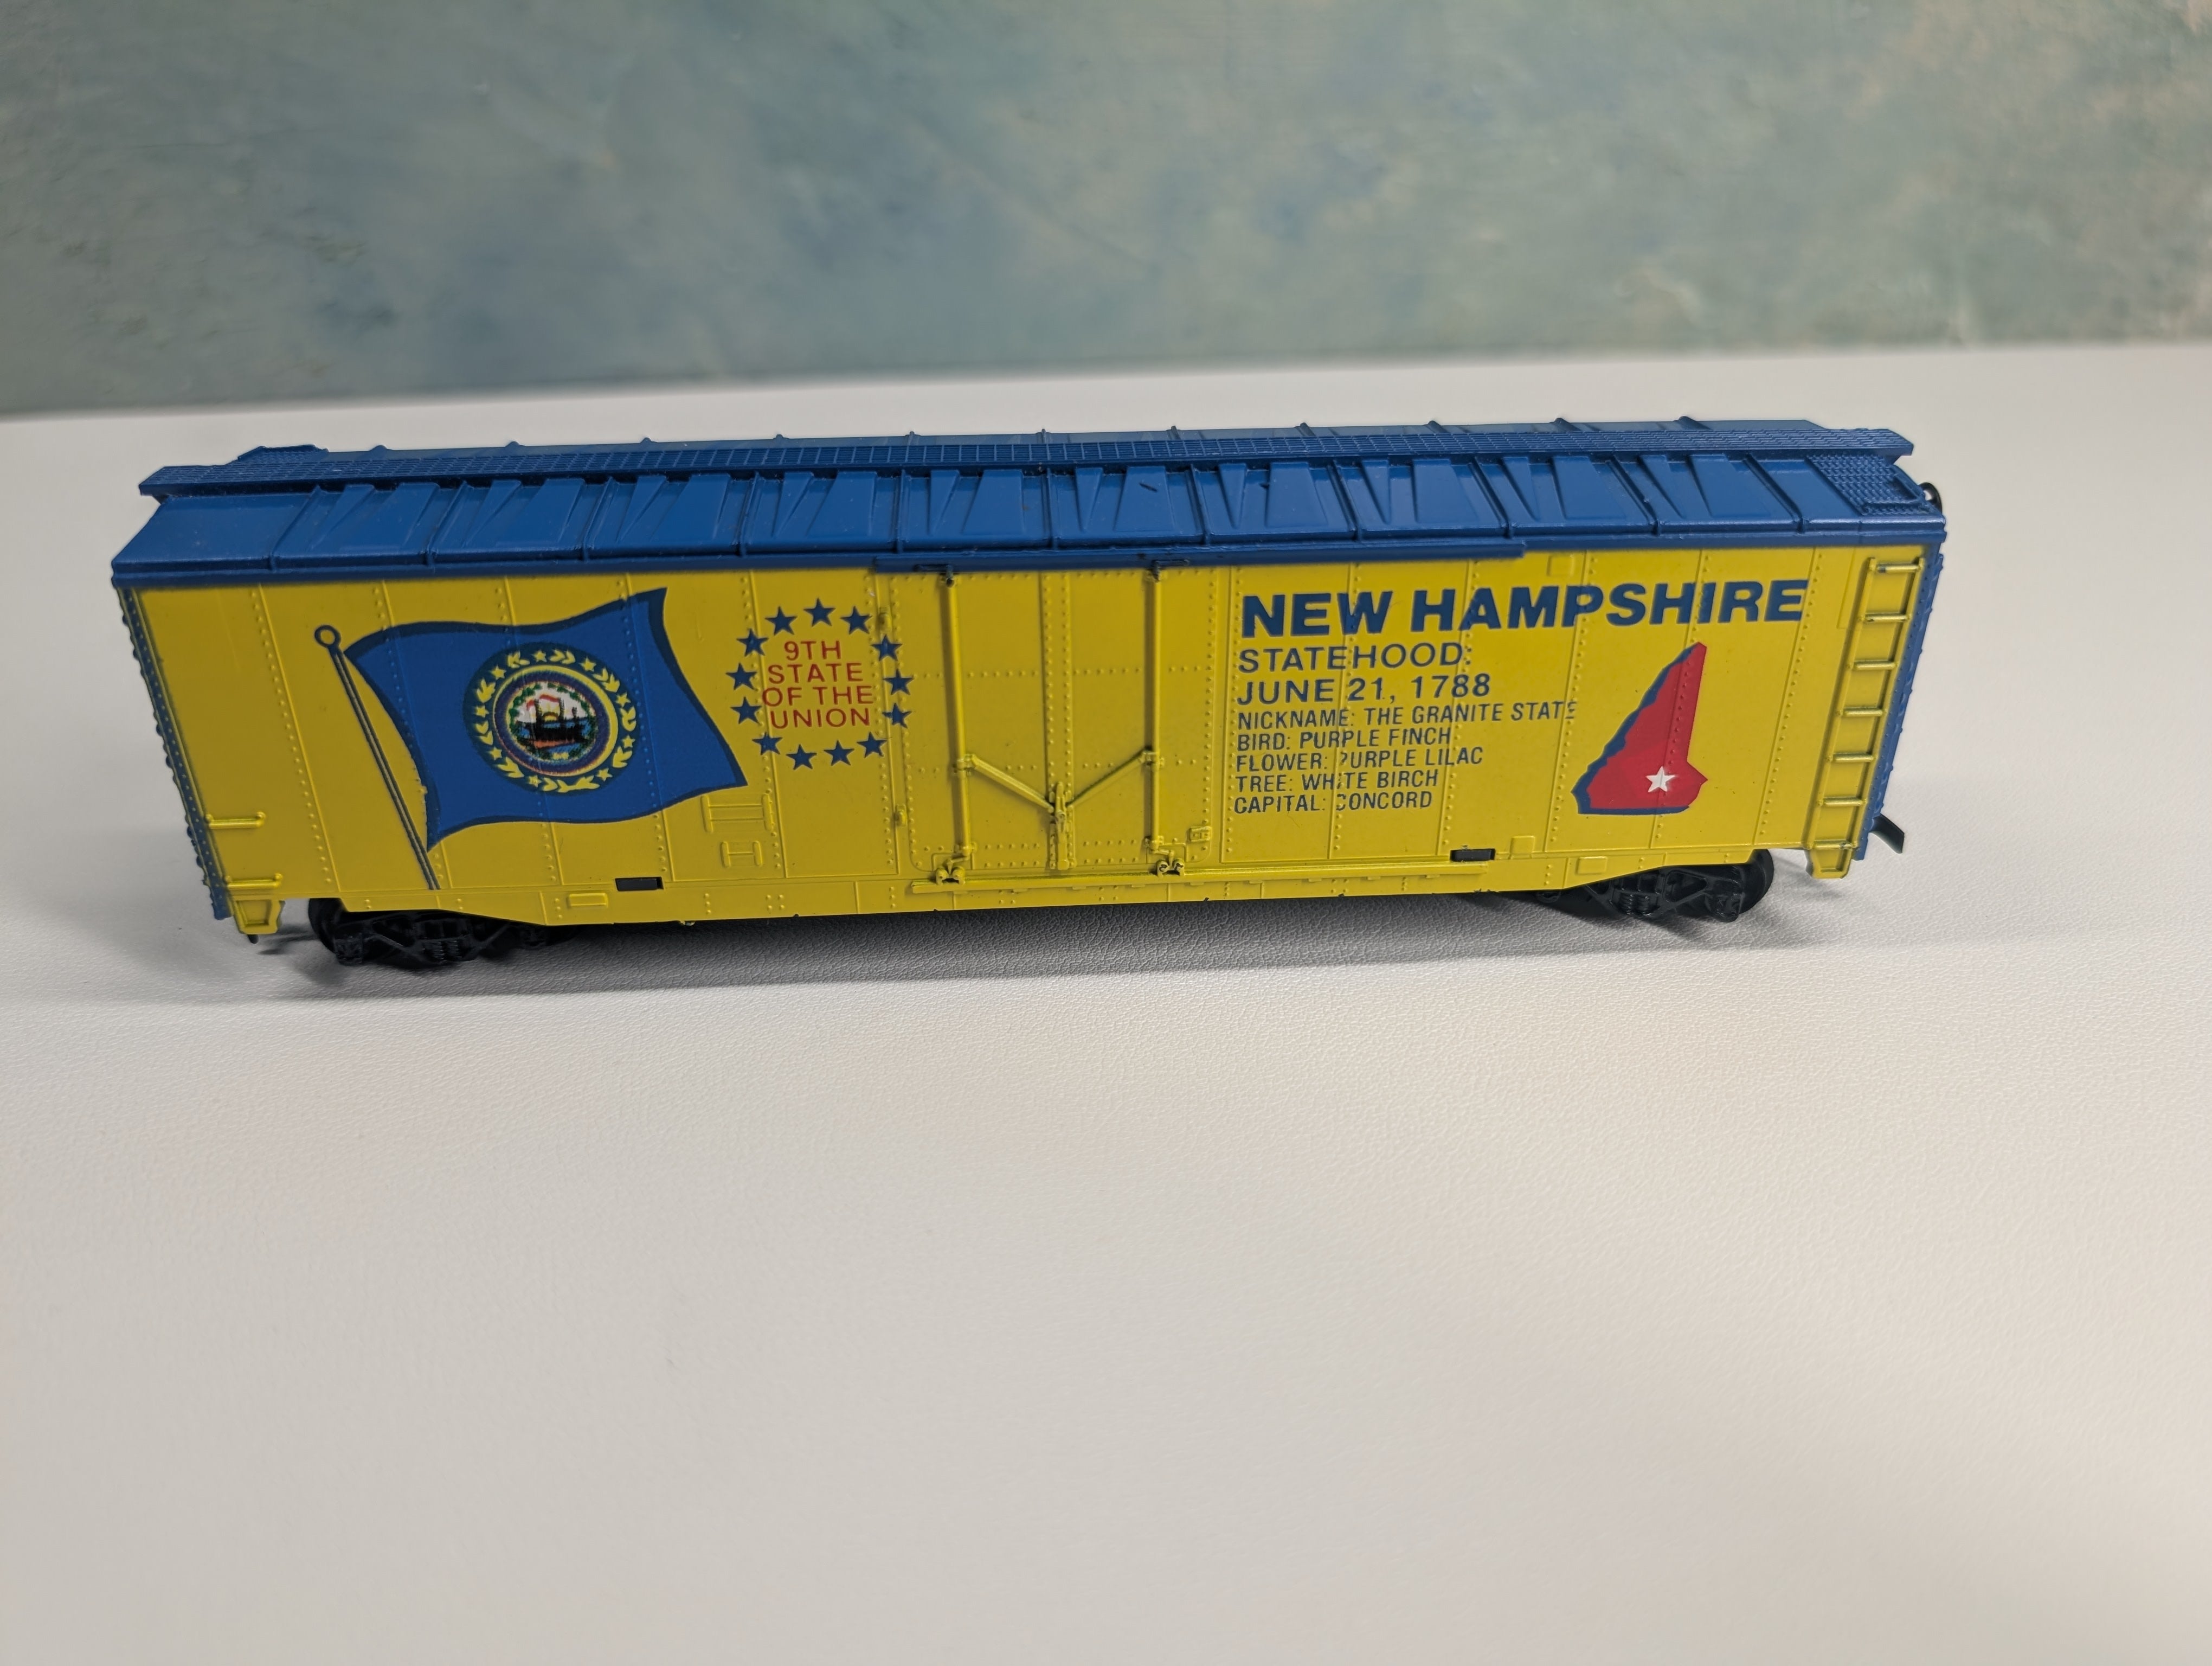 9TH
STATE
OF THE
UNION
NEW HAMPSHIRE
STATEHOOD:
JUNE 21, 1788
NICKNAME: THE GRANITE STATE
BIRD: PURPLE FINCH
FLOWER: PURPLE LILAC
TREE: WHITE BIRCH
CAPITAL: CONCORD